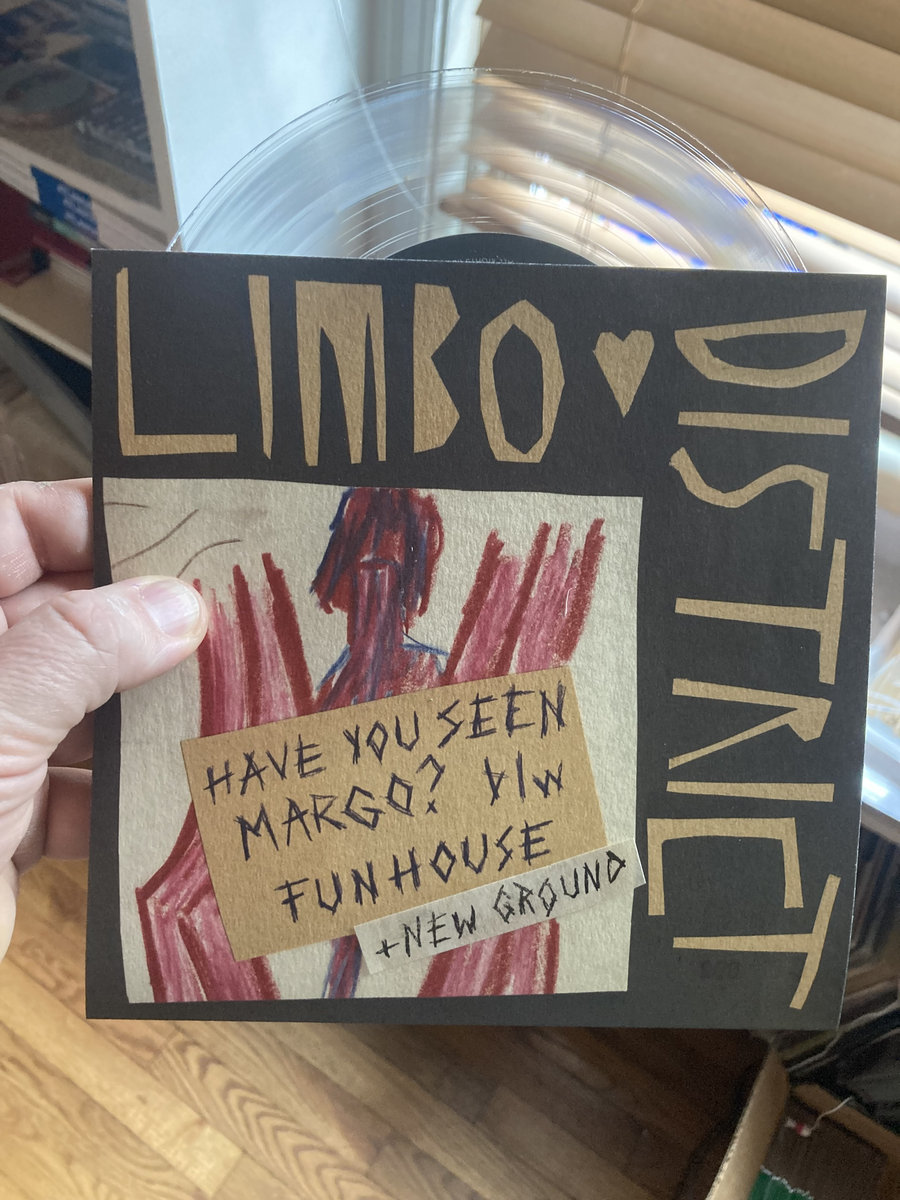 LIMBO
DISTRICT
HAVE YOU SEEN
MARGO? b/w
FUNHOUSE
+NEW GROUND